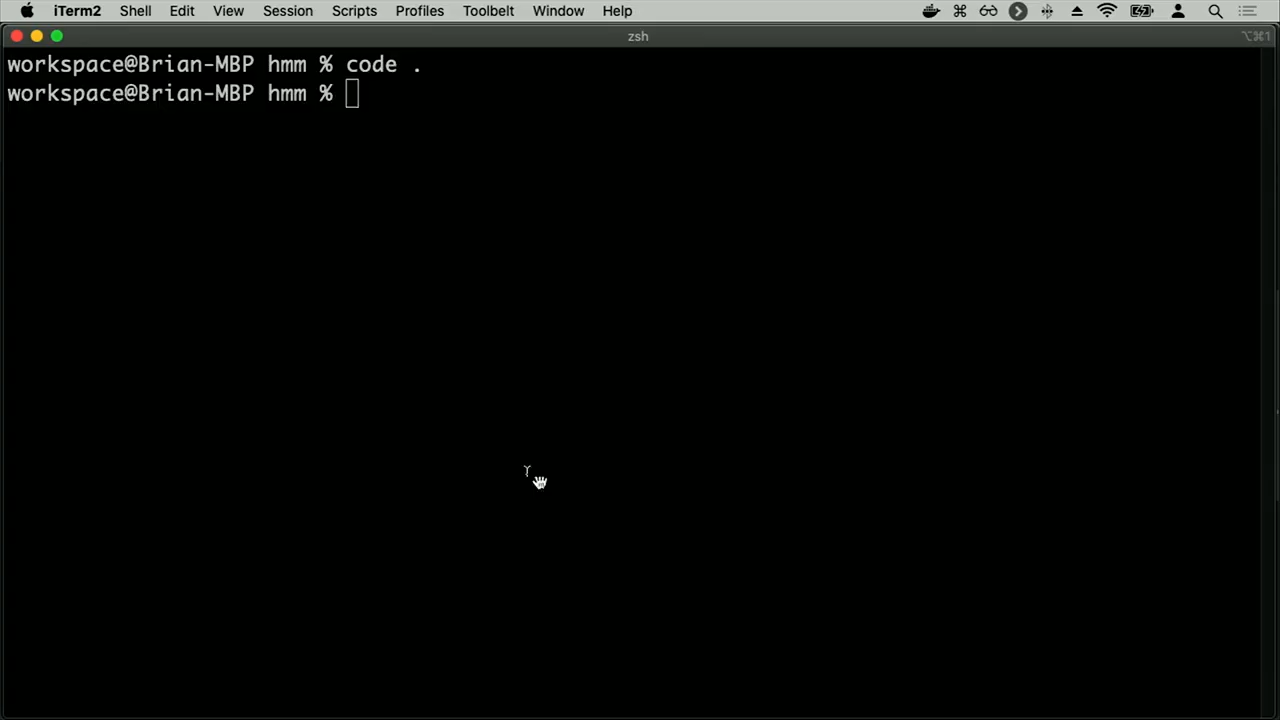 iTerm2 Shell Edit View Session Scripts Profiles Toolbelt Window Help
zsh ⌥⌘1
workspace@Brian-MBP hmm % code .
workspace@Brian-MBP hmm %